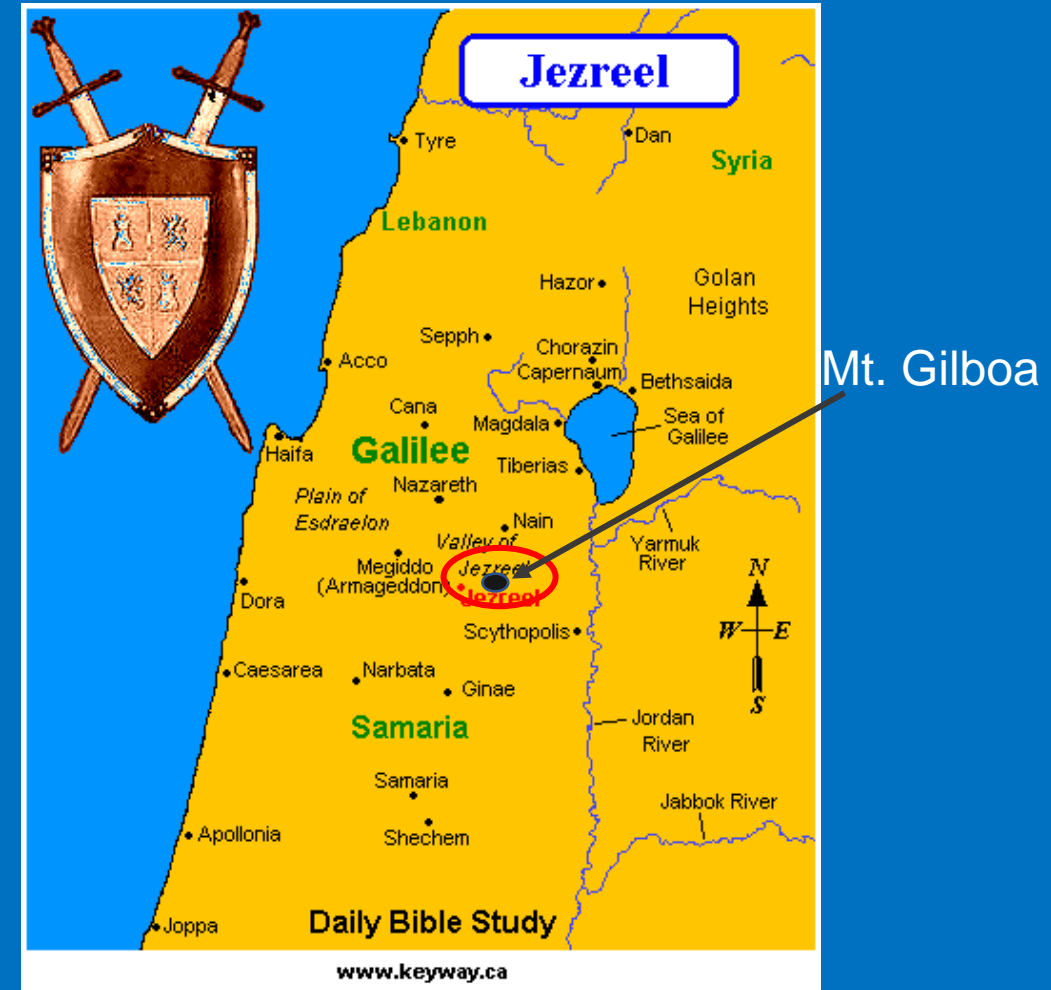 Jezreel
Tyre
Dan
Syria
Lebanon
Hazor
Golan
Heights
Sepph
Chorazin
Acco
Capernaum
Bethsaida
Mt. Gilboa
Cana
Magdala
Sea of
Galilee
Haifa
Galilee
Tiberias
Plain of
Esdraelon
Nazareth
Nain
Valley of
Jezreel
Yarmuk
River
Megiddo
(Armageddon)
Jezreel
Dora
N
W E
S
Scythopolis
Caesarea
Narbata
Ginae
Samaria
Jordan
River
Samaria
Jabbok River
Apollonia
Shechem
Joppa
Daily Bible Study
www.keyway.ca